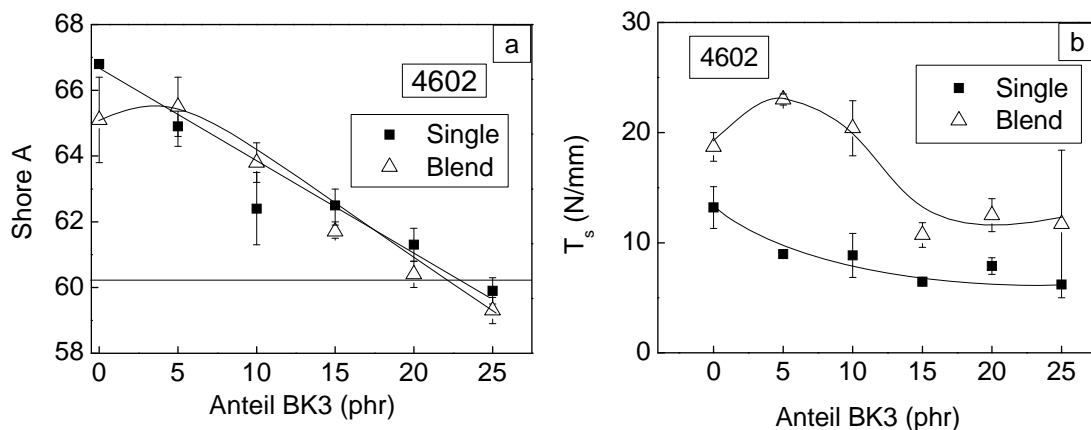 68
66
64
62
60
58
Shore A
0 5 10 15 20 25
Anteil BK3 (phr)
a
4602
Single
Blend
30
20
10
0
T_s (N/mm)
0 5 10 15 20 25
Anteil BK3 (phr)
b
4602
Single
Blend